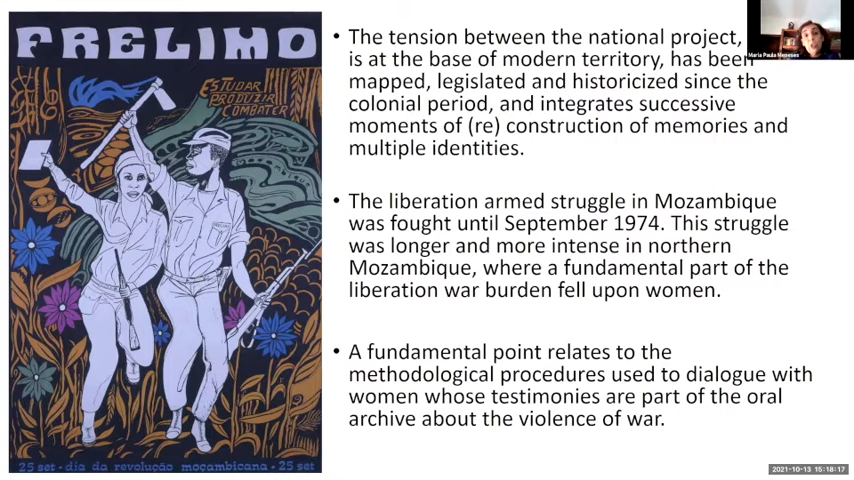 FRELIMO
ESTUDAR
PRODUZIR
COMBATER
25 set - dia da revolução moçambicana - 25 set
• The tension between the national project,
is at the base of modern territory, has been
mapped, legislated and historicized since the
colonial period, and integrates successive
moments of (re) construction of memories and
multiple identities.
• The liberation armed struggle in Mozambique
was fought until September 1974. This struggle
was longer and more intense in northern
Mozambique, where a fundamental part of the
liberation war burden fell upon women.
• A fundamental point relates to the
methodological procedures used to dialogue with
women whose testimonies are part of the oral
archive about the violence of war.
Maria Paula Meneses
2021-10-13 15:18:17